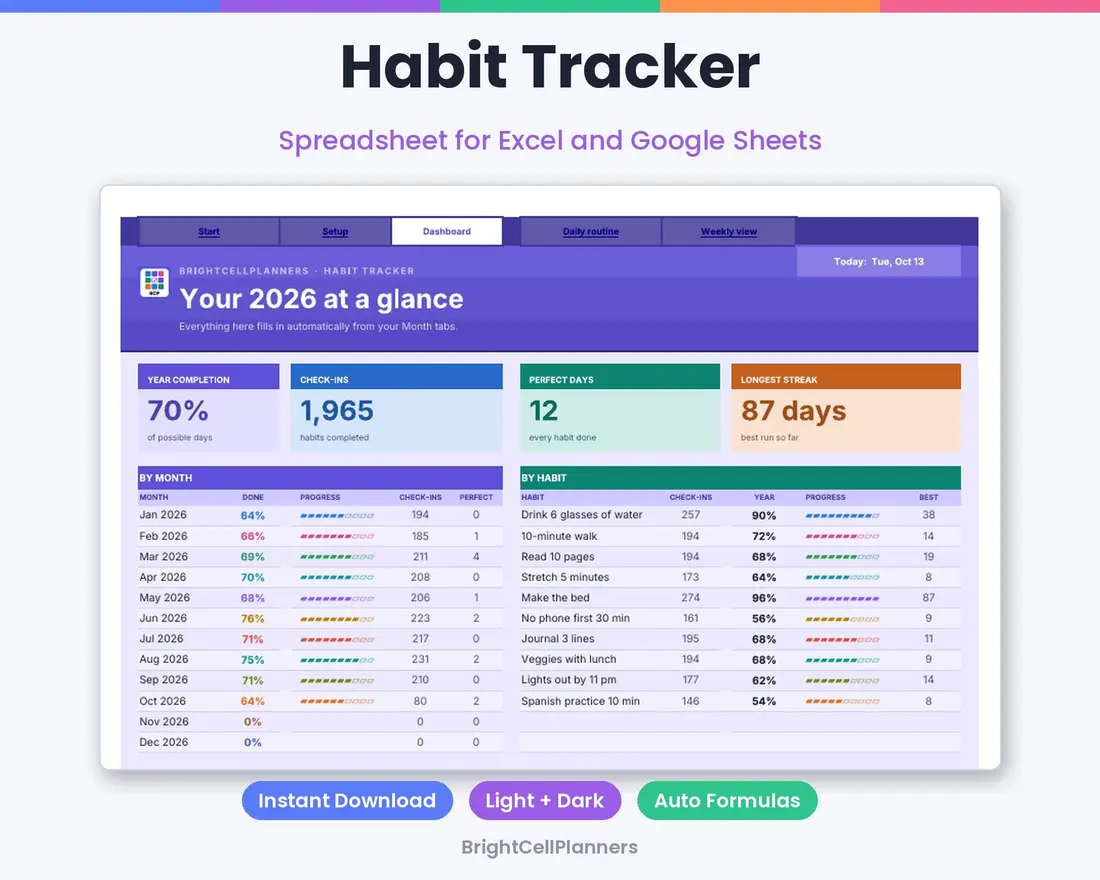 Habit Tracker
Spreadsheet for Excel and Google Sheets
Start Setup Dashboard Daily routine Weekly view
Today: Tue, Oct 13
BRIGHTCELLPLANNERS · HABIT TRACKER
BCP
Your 2026 at a glance
Everything here fills in automatically from your Month tabs.
YEAR COMPLETION CHECK-INS PERFECT DAYS LONGEST STREAK
70% 1,965 12 87 days
of possible days habits completed every habit done best run so far
BY MONTH BY HABIT
MONTH DONE PROGRESS CHECK-INS PERFECT HABIT CHECK-INS YEAR PROGRESS BEST
Jan 2026 64% 194 0 Drink 6 glasses of water 257 90% 38
Feb 2026 66% 185 1 10-minute walk 194 72% 14
Mar 2026 69% 211 4 Read 10 pages 194 68% 19
Apr 2026 70% 208 0 Stretch 5 minutes 173 64% 8
May 2026 68% 206 1 Make the bed 274 96% 87
Jun 2026 76% 223 2 No phone first 30 min 161 56% 9
Jul 2026 71% 217 0 Journal 3 lines 195 68% 11
Aug 2026 75% 231 2 Veggies with lunch 194 68% 9
Sep 2026 71% 210 0 Lights out by 11 pm 177 62% 14
Oct 2026 64% 80 2 Spanish practice 10 min 146 54% 8
Nov 2026 0% 0 0
Dec 2026 0% 0 0
Instant Download Light + Dark Auto Formulas
BrightCellPlanners